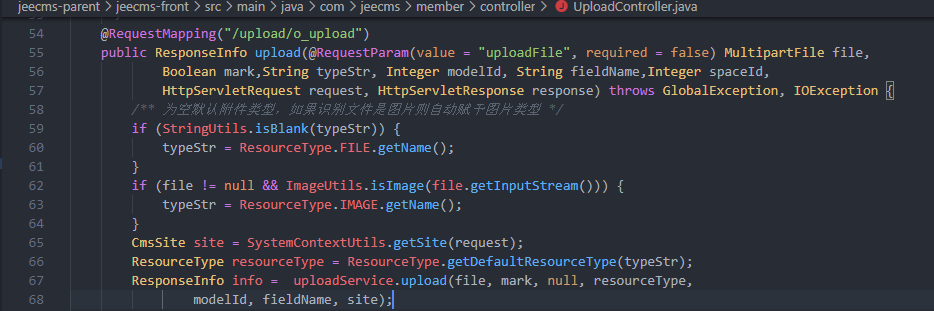 jeecms-parent > jeecms-front > src > main > java > com > jeecms > member > controller > UploadController.java
54 @RequestMapping("/upload/o_upload")
55 public ResponseInfo upload(@RequestParam(value = "uploadFile", required = false) MultipartFile file,
56 Boolean mark,String typeStr, Integer modelId, String fieldName,Integer spaceId,
57 HttpServletRequest request, HttpServletResponse response) throws GlobalException, IOException {
58 /** 为空默认附件类型，如果识别文件是图片则自动赋予图片类型 */
59 if (StringUtils.isBlank(typeStr)) {
60 typeStr = ResourceType.FILE.getName();
61 }
62 if (file != null && ImageUtils.isImage(file.getInputStream())) {
63 typeStr = ResourceType.IMAGE.getName();
64 }
65 CmsSite site = SystemContextUtils.getSite(request);
66 ResourceType resourceType = ResourceType.getDefaultResourceType(typeStr);
67 ResponseInfo info =  uploadService.upload(file, mark, null, resourceType,
68 modelId, fieldName, site);